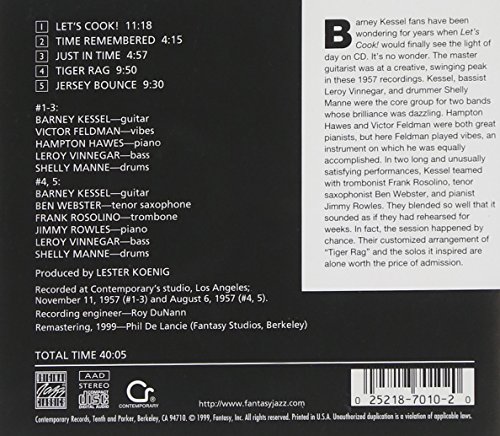 1 LET'S COOK! 11:18
2 TIME REMEMBERED 4:15
3 JUST IN TIME 4:57
4 TIGER RAG 9:50
5 JERSEY BOUNCE 9:30
#1-3:
BARNEY KESSEL—guitar
VICTOR FELDMAN—vibes
HAMPTON HAWES—piano
LEROY VINNEGAR—bass
SHELLY MANNE—drums
#4, 5:
BARNEY KESSEL—guitar
BEN WEBSTER—tenor saxophone
FRANK ROSOLINO—trombone
JIMMY ROWLES—piano
LEROY VINNEGAR—bass
SHELLY MANNE—drums
Produced by LESTER KOENIG
Recorded at Contemporary's studio, Los Angeles;
November 11, 1957 (#1-3) and August 6, 1957 (#4, 5).
Recording engineer—Roy DuNann
Remastering, 1999—Phil De Lancie (Fantasy Studios, Berkeley)
TOTAL TIME 40:05
Barney Kessel fans have been
wondering for years when Let's
Cook! would finally see the light of
day on CD. It's no wonder. The master
guitarist was at a creative, swinging peak in
these 1957 recordings. Kessel, bassist
Leroy Vinnegar, and drummer Shelly
Manne were the core group for two bands
whose brilliance was dazzling. Hampton
Hawes and Victor Feldman were both great
pianists, but here Feldman played vibes, an
instrument on which he was equally
accomplished. In two long and unusually
satisfying performances, Kessel teamed
with trombonist Frank Rosolino, tenor
saxophonist Ben Webster, and pianist
Jimmy Rowles. They blended so well that it
sounded as if they had rehearsed for
weeks. In fact, the session happened by
chance. Their customized arrangement of
"Tiger Rag" and the solos it inspired are
alone worth the price of admission.
ORIGINAL
Jazz
CLASSICS
AAD
STEREO
COMPACT
disc
DIGITAL AUDIO
Cr
CONTEMPORARY
http://www.fantasyjazz.com
0 25218-7010-2 0
Contemporary Records, Tenth and Parker, Berkeley, CA 94710. © 1999, Fantasy, Inc. All rights reserved. Printed in U.S.A. Unauthorized duplication is a violation of applicable laws.